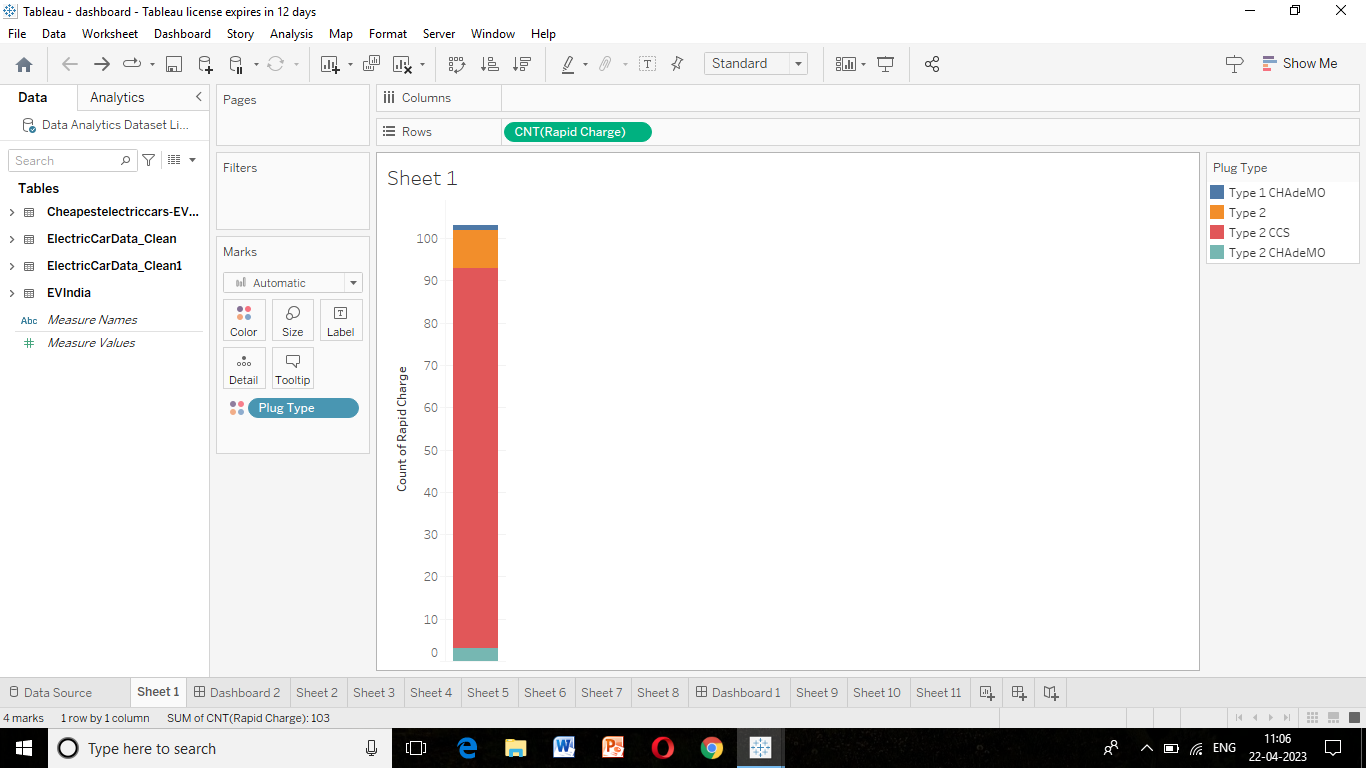 Tableau - dashboard - Tableau license expires in 12 days
File Data Worksheet Dashboard Story Analysis Map Format Server Window Help
Standard
Show Me
Data Analytics
Data Analytics Dataset Li...
Search
Tables
Cheapestelectriccars-EV...
ElectricCarData_Clean
ElectricCarData_Clean1
EVIndia
Abc Measure Names
Measure Values
Pages
Filters
Marks
Automatic
Color Size Label
Detail Tooltip
Plug Type
Columns
Rows CNT(Rapid Charge)
Sheet 1
100
90
80
70
60
50
40
30
20
10
0
Count of Rapid Charge
Plug Type
Type 1 CHAdeMO
Type 2
Type 2 CCS
Type 2 CHAdeMO
Data Source Sheet 1 Dashboard 2 Sheet 2 Sheet 3 Sheet 4 Sheet 5 Sheet 6 Sheet 7 Sheet 8 Dashboard 1 Sheet 9 Sheet 10 Sheet 11
4 marks 1 row by 1 column SUM of CNT(Rapid Charge): 103
Type here to search
ENG
11:06
22-04-2023